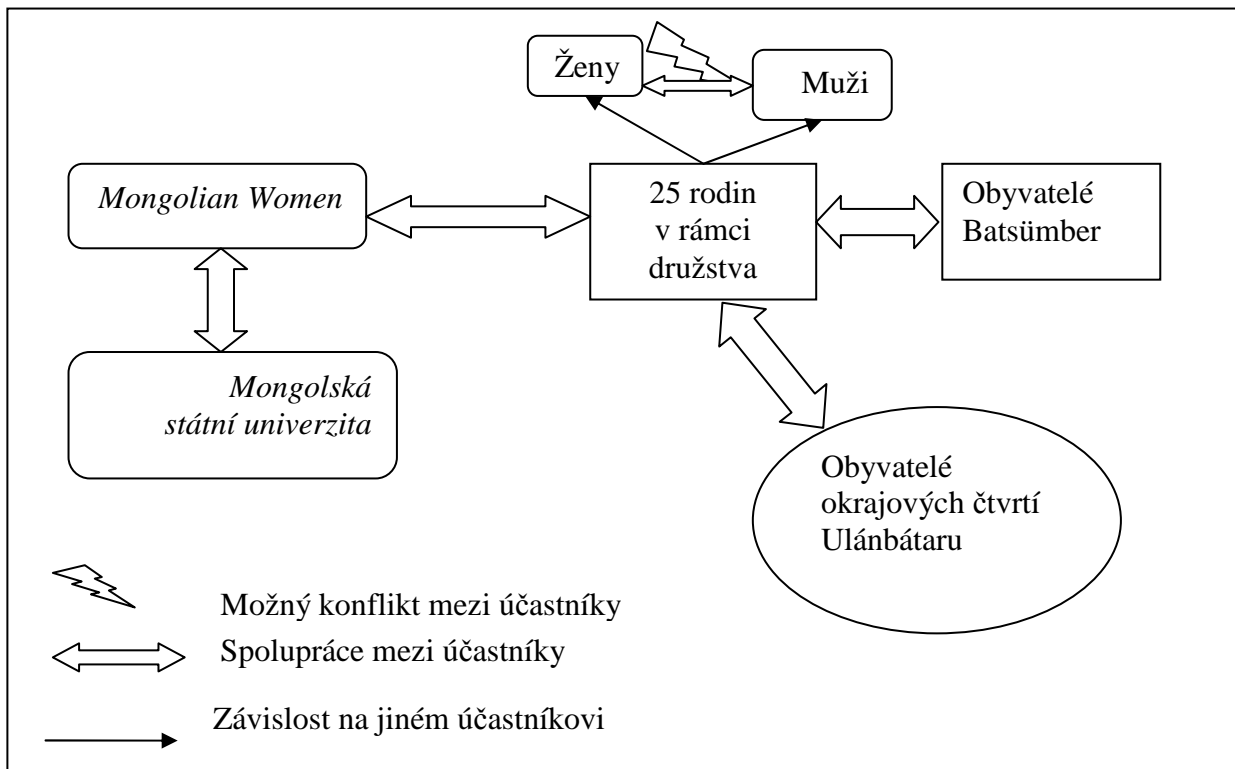 Ženy
Muži
Mongolian Women
25 rodin
v rámci
družstva
Obyvatelé
Batsümber
Mongolská
státní univerzita
Obyvatelé
okrajových čtvrtí
Ulánbátaru
Možný konflikt mezi účastníky
Spolupráce mezi účastníky
Závislost na jiném účastníkovi